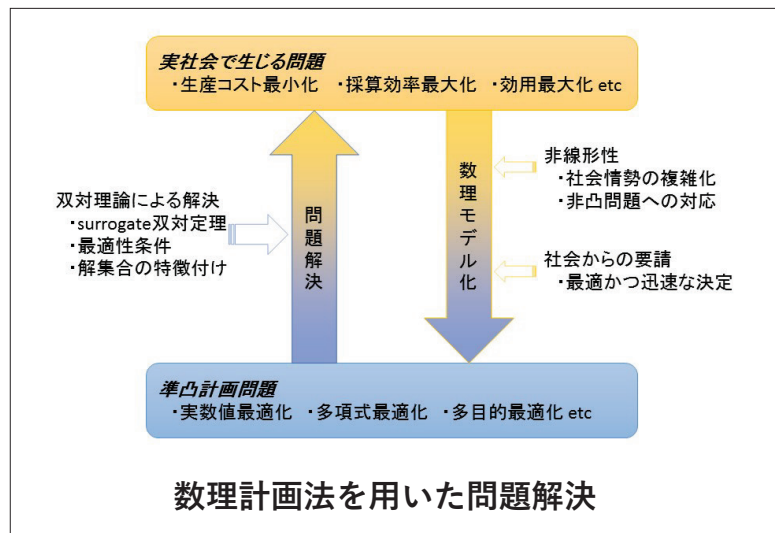 実社会で生じる問題
・生産コスト最小化 ・採算効率最大化 ・効用最大化 etc
双対理論による解決
・surrogate双対定理
・最適性条件
・解集合の特徴付け
問題解決
数理モデル化
非線形性
・社会情勢の複雑化
・非凸問題への対応
社会からの要請
・最適かつ迅速な決定
準凸計画問題
・実数値最適化 ・多項式最適化 ・多目的最適化 etc
数理計画法を用いた問題解決